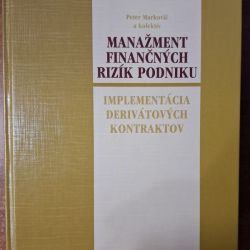 Peter Markovič
a kolektív
MANAŽMENT
FINANČNÝCH
RIZÍK PODNIKU
IMPLEMENTÁCIA
DERIVÁTOVÝCH
KONTRAKTOV